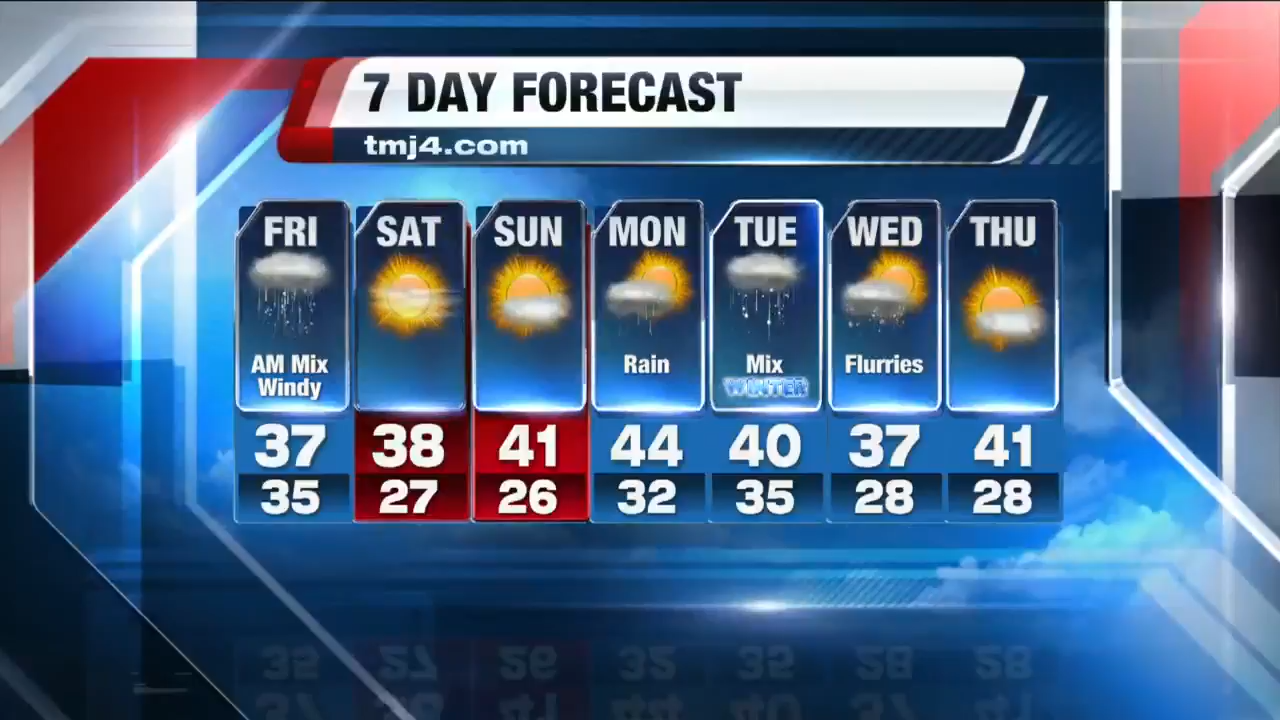 7 DAY FORECAST
tmj4.com
FRI SAT SUN MON TUE WED THU
AM Mix Rain Mix Flurries
Windy WINTER
37 38 41 44 40 37 41
35 27 26 32 35 28 28